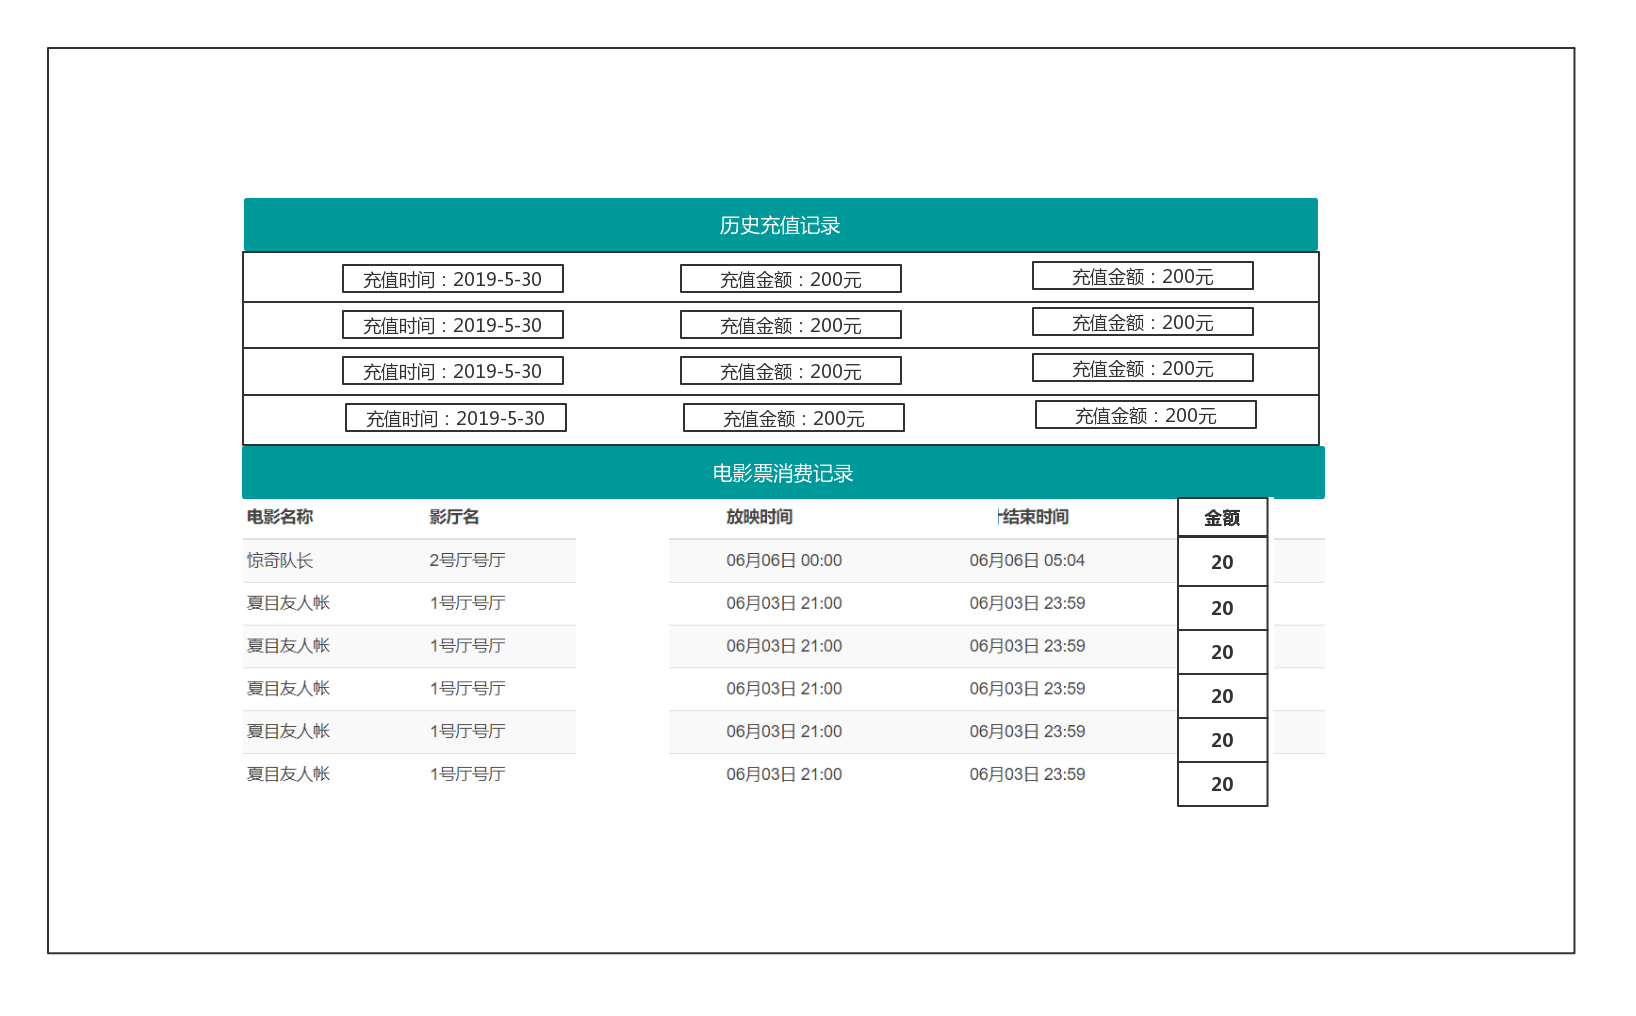 历史充值记录
充值时间：2019-5-30 充值金额：200元 充值金额：200元
充值时间：2019-5-30 充值金额：200元 充值金额：200元
充值时间：2019-5-30 充值金额：200元 充值金额：200元
充值时间：2019-5-30 充值金额：200元 充值金额：200元
电影票消费记录
电影名称 影厅名 放映时间 结束时间 金额
惊奇队长 2号厅号厅 06月06日 00:00 06月06日 05:04 20
夏目友人帐 1号厅号厅 06月03日 21:00 06月03日 23:59 20
夏目友人帐 1号厅号厅 06月03日 21:00 06月03日 23:59 20
夏目友人帐 1号厅号厅 06月03日 21:00 06月03日 23:59 20
夏目友人帐 1号厅号厅 06月03日 21:00 06月03日 23:59 20
夏目友人帐 1号厅号厅 06月03日 21:00 06月03日 23:59 20